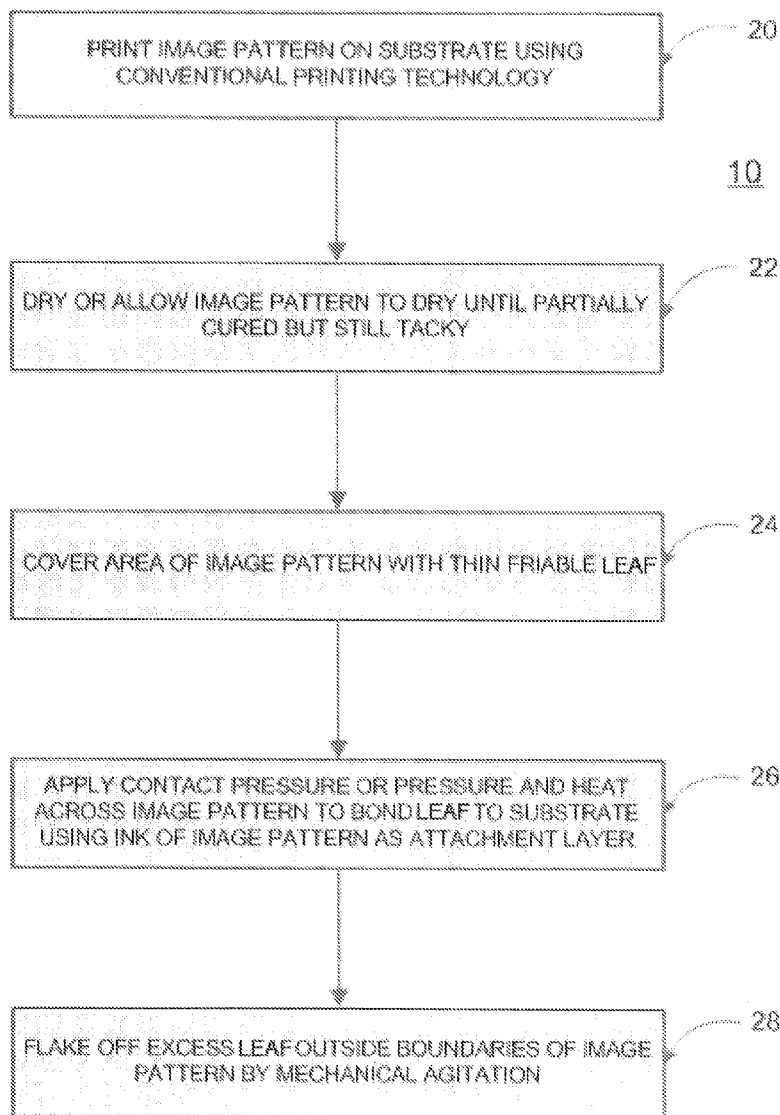 PRINT IMAGE PATTERN ON SUBSTRATE USING
CONVENTIONAL PRINTING TECHNOLOGY
20
10
DRY OR ALLOW IMAGE PATTERN TO DRY UNTIL PARTIALLY
CURED BUT STILL TACKY
22
COVER AREA OF IMAGE PATTERN WITH THIN FRIABLE LEAF
24
APPLY CONTACT PRESSURE OR PRESSURE AND HEAT
ACROSS IMAGE PATTERN TO BOND LEAF TO SUBSTRATE
USING INK OF IMAGE PATTERN AS ATTACHMENT LAYER
26
FLAKE OFF EXCESS LEAF OUTSIDE BOUNDARIES OF IMAGE
PATTERN BY MECHANICAL AGITATION
28